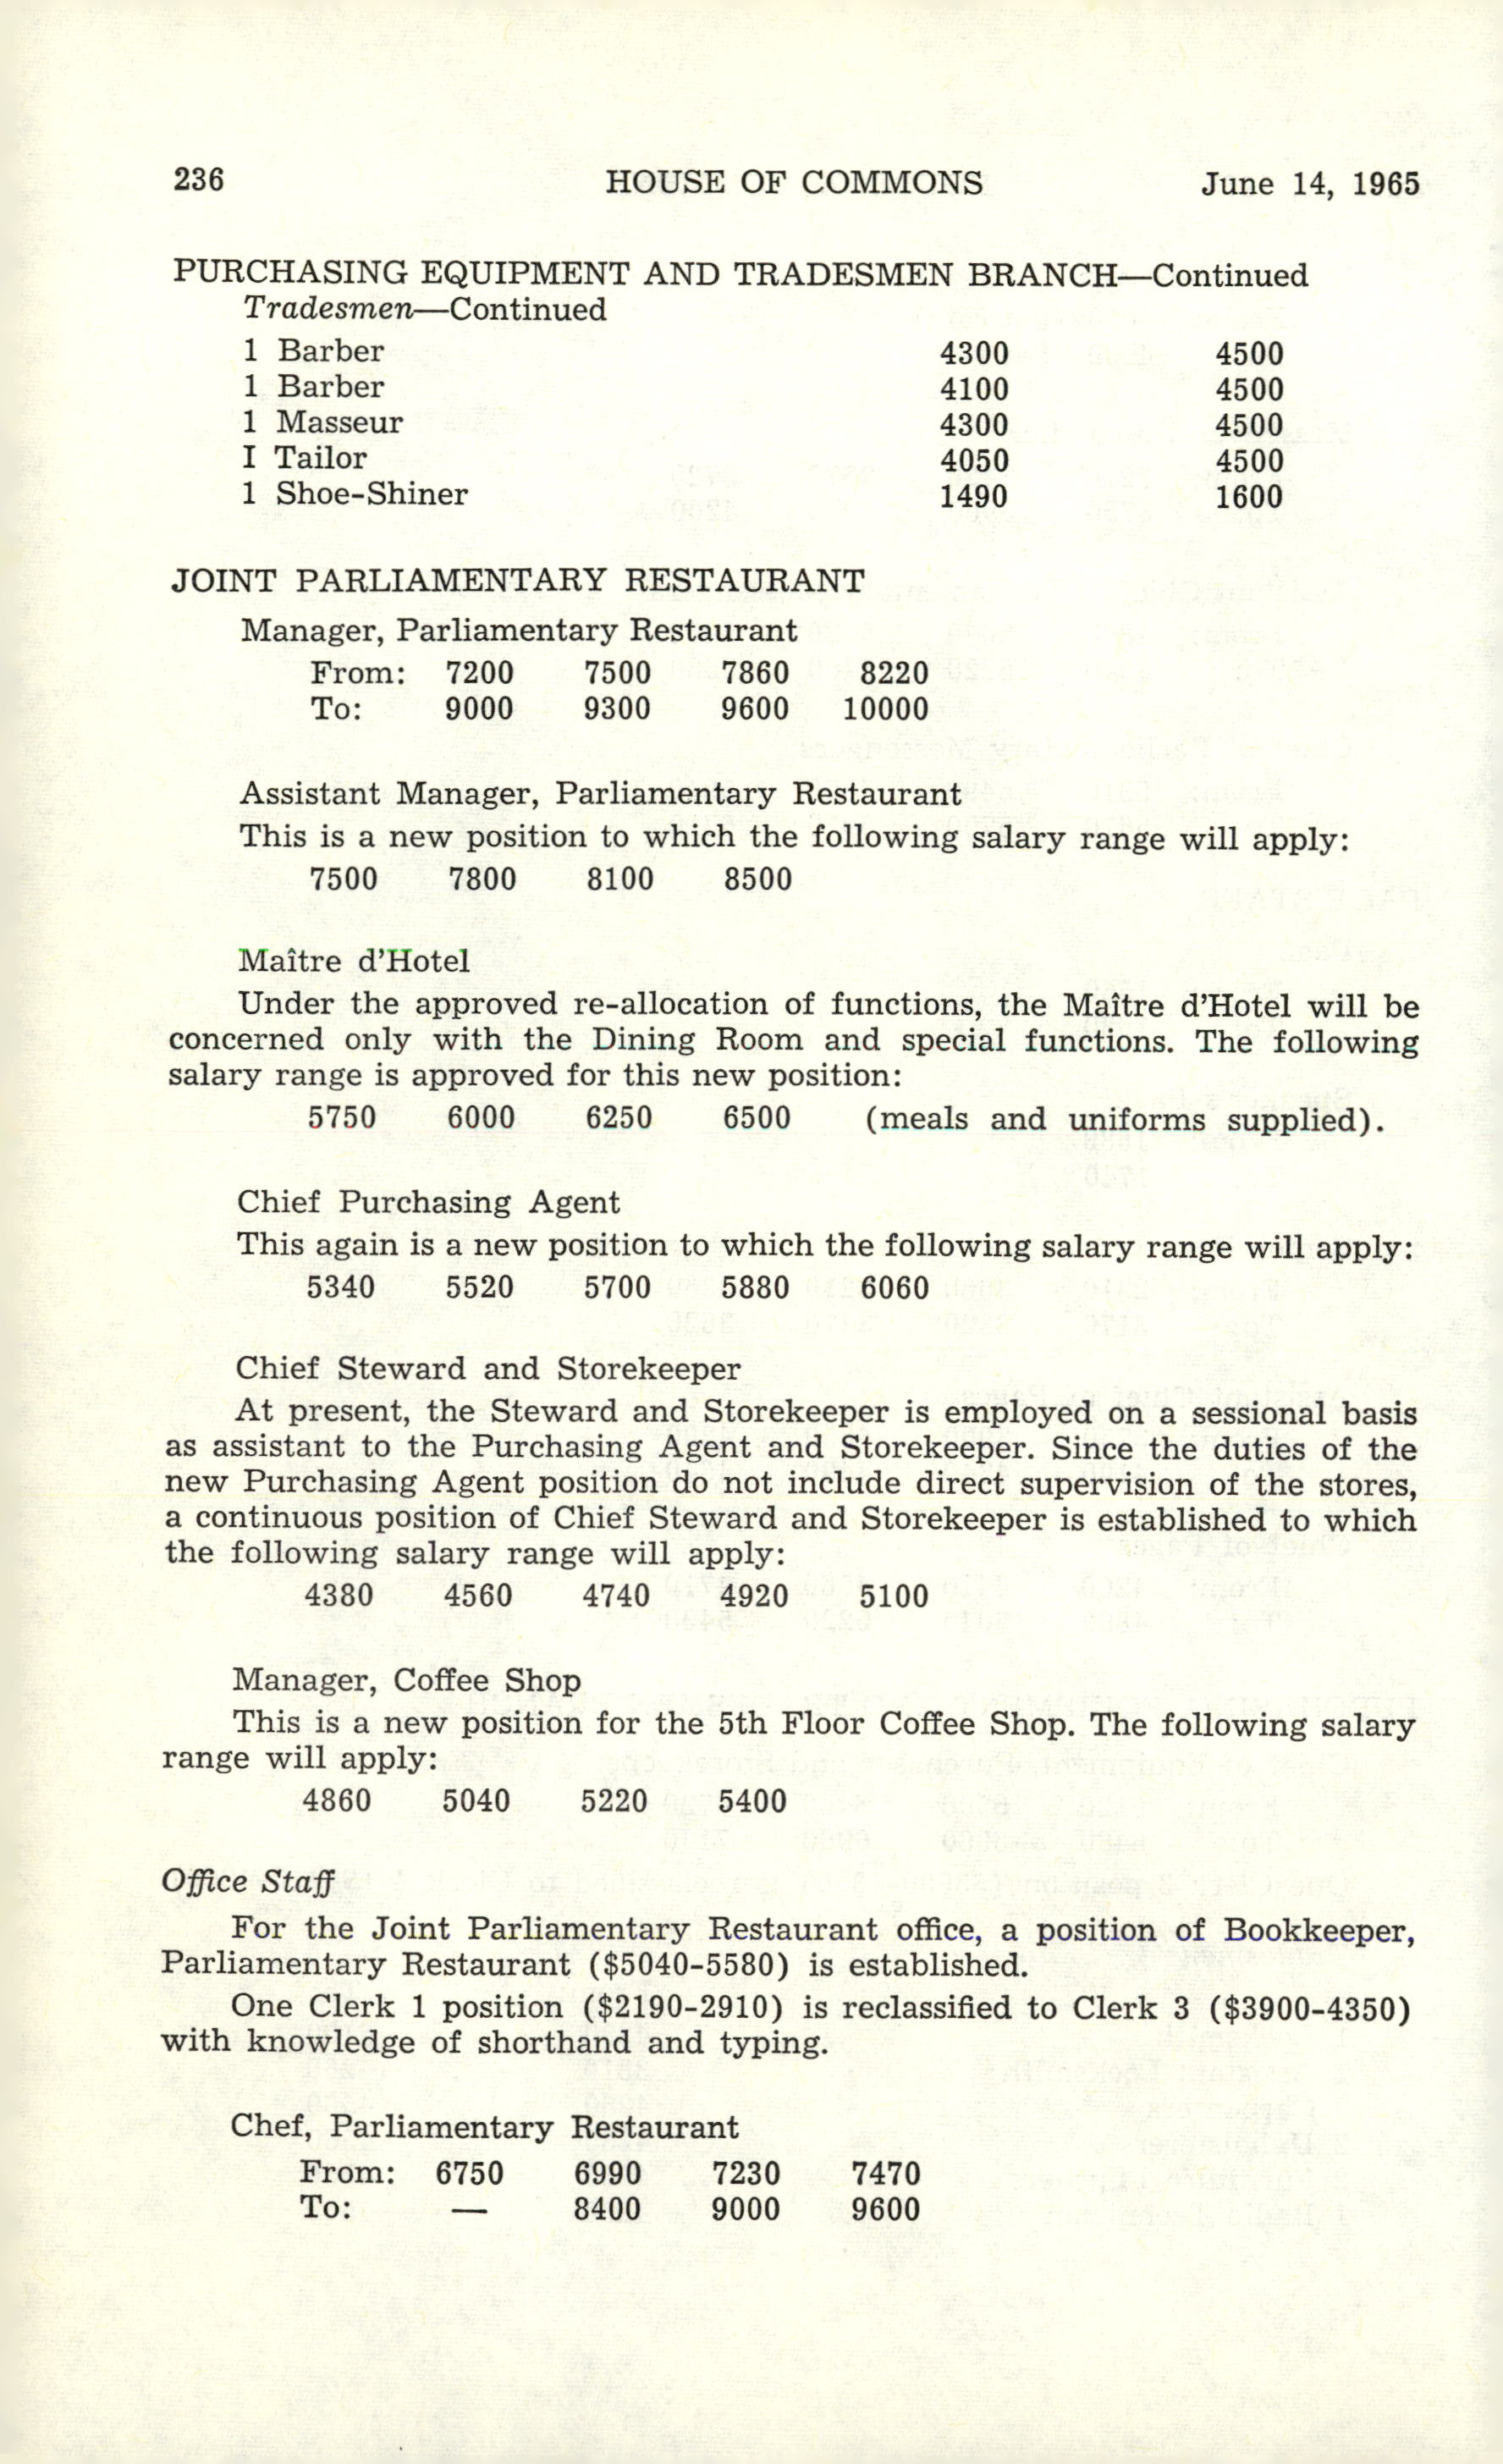 236 HOUSE OF COMMONS June 14, 1965
PURCHASING EQUIPMENT AND TRADESMEN BRANCH—Continued
Tradesmen—Continued
1 Barber 4300 4500
1 Barber 4100 4500
1 Masseur 4300 4500
I Tailor 4050 4500
1 Shoe-Shiner 1490 1600
JOINT PARLIAMENTARY RESTAURANT
Manager, Parliamentary Restaurant
From: 7200 7500 7860 8220
To: 9000 9300 9600 10000
Assistant Manager, Parliamentary Restaurant
This is a new position to which the following salary range will apply:
7500 7800 8100 8500
Maître d'Hotel
Under the approved re-allocation of functions, the Maître d'Hotel will be
concerned only with the Dining Room and special functions. The following
salary range is approved for this new position:
5750 6000 6250 6500 (meals and uniforms supplied).
Chief Purchasing Agent
This again is a new position to which the following salary range will apply:
5340 5520 5700 5880 6060
Chief Steward and Storekeeper
At present, the Steward and Storekeeper is employed on a sessional basis
as assistant to the Purchasing Agent and Storekeeper. Since the duties of the
new Purchasing Agent position do not include direct supervision of the stores,
a continuous position of Chief Steward and Storekeeper is established to which
the following salary range will apply:
4380 4560 4740 4920 5100
Manager, Coffee Shop
This is a new position for the 5th Floor Coffee Shop. The following salary
range will apply:
4860 5040 5220 5400
Office Staff
For the Joint Parliamentary Restaurant office, a position of Bookkeeper,
Parliamentary Restaurant ($5040-5580) is established.
One Clerk 1 position ($2190-2910) is reclassified to Clerk 3 ($3900-4350)
with knowledge of shorthand and typing.
Chef, Parliamentary Restaurant
From: 6750 6990 7230 7470
To: — 8400 9000 9600